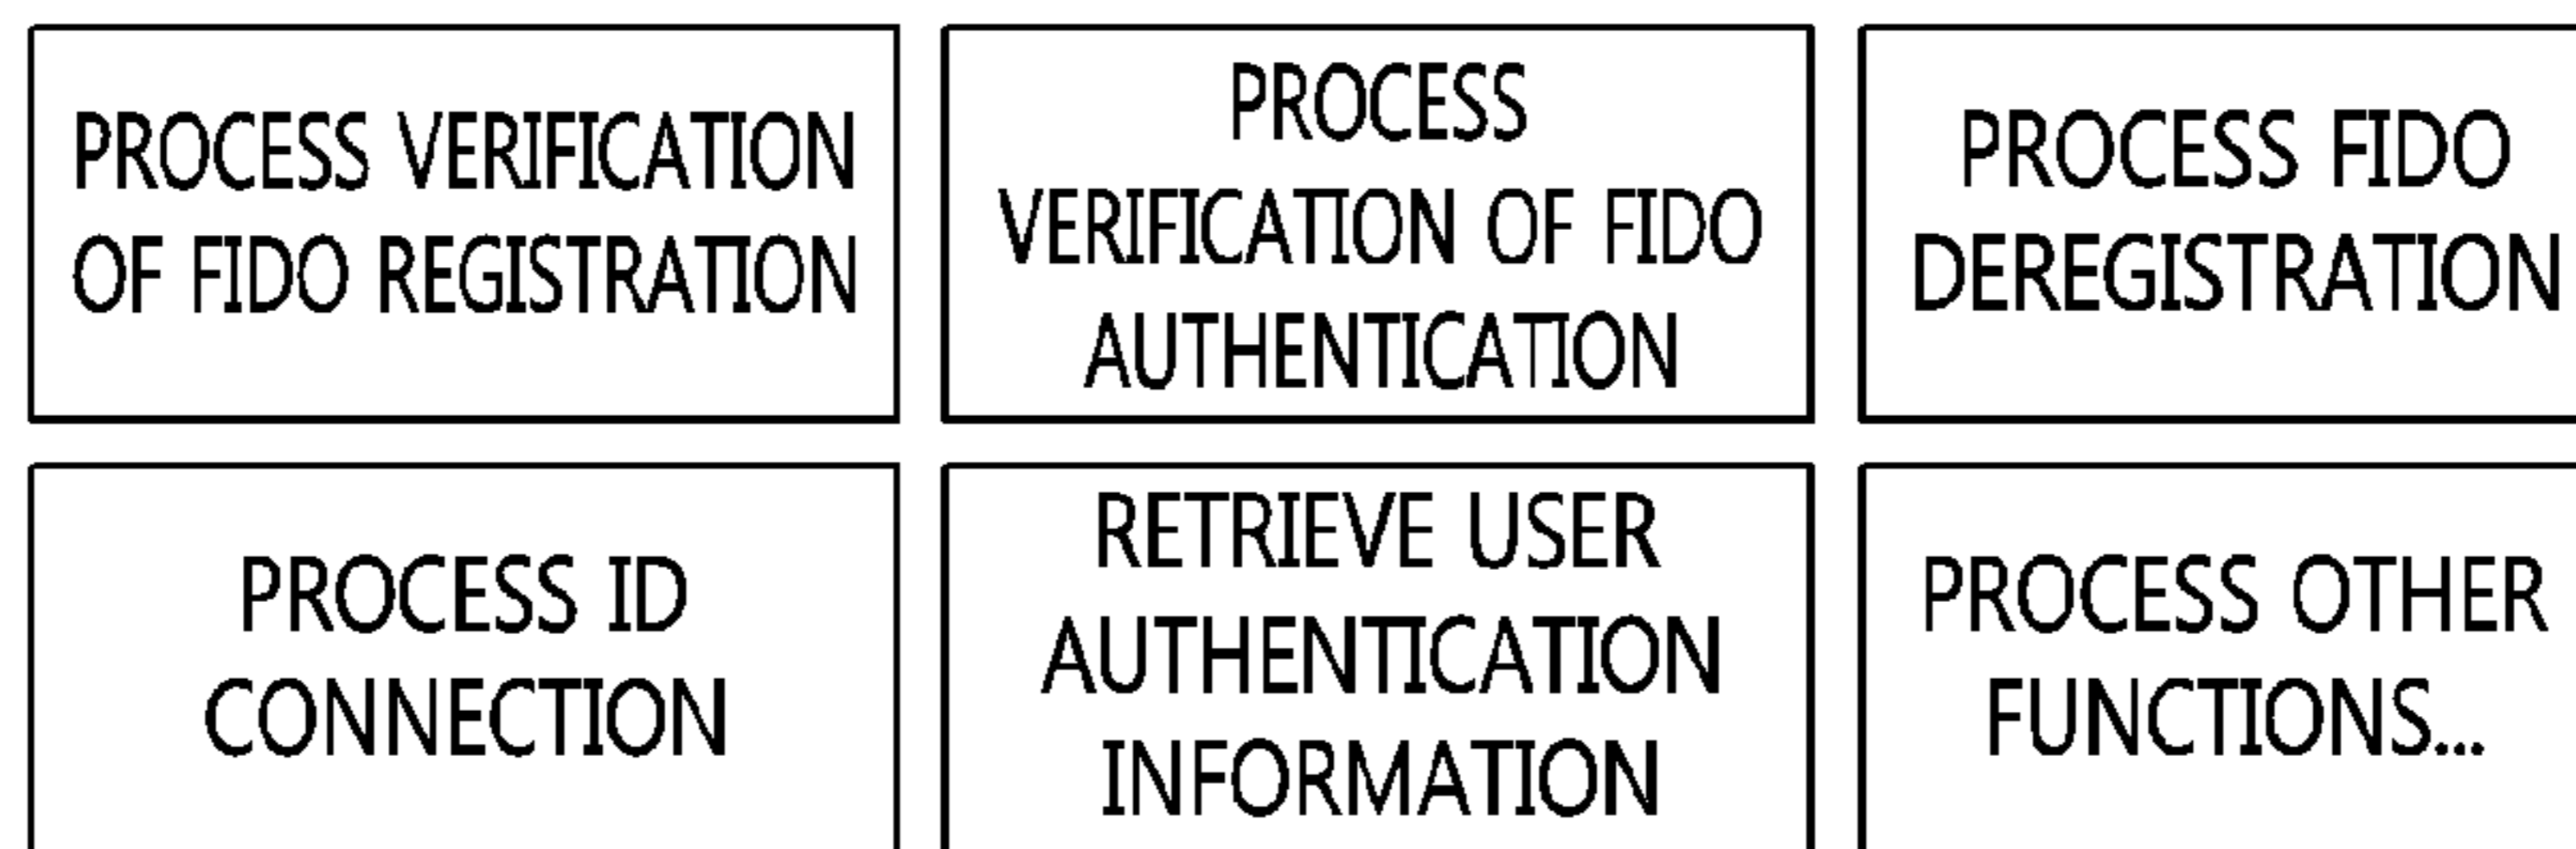 PROCESS VERIFICATION
OF FIDO REGISTRATION
PROCESS
VERIFICATION OF FIDO
AUTHENTICATION
PROCESS FIDO
DEREGISTRATION
PROCESS ID
CONNECTION
RETRIEVE USER
AUTHENTICATION
INFORMATION
PROCESS OTHER
FUNCTIONS...